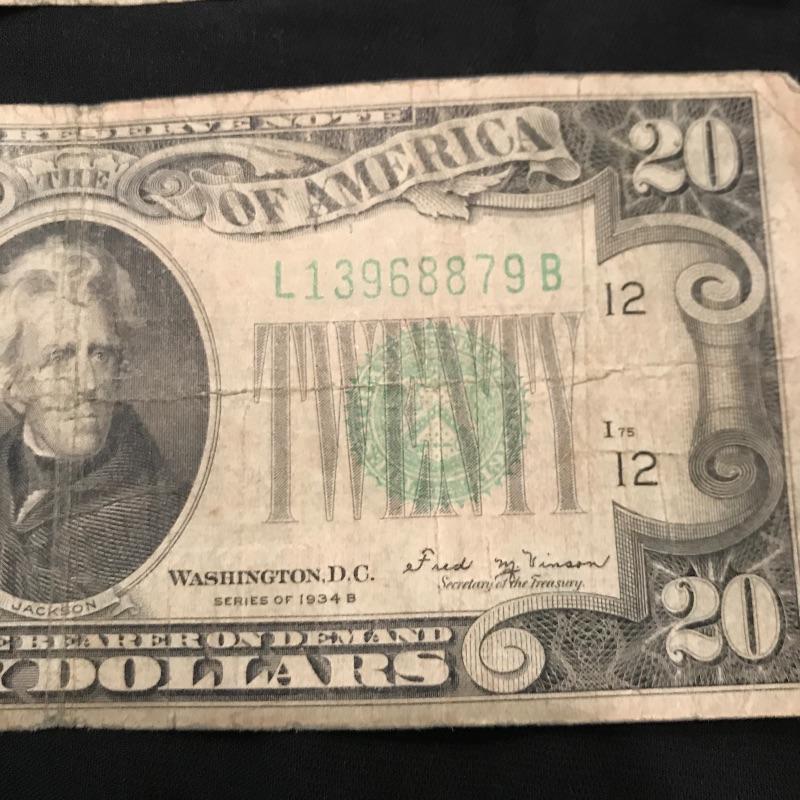 RESERVE NOTE
THE
OF AMERICA
20
L13968879B
12
TWENTY
I75
12
WASHINGTON, D.C.
SERIES OF 1934 B
Fred M Vinson
Secretary of the Treasury.
JACKSON
E BEARER ON DEMAND
Y DOLLARS
20